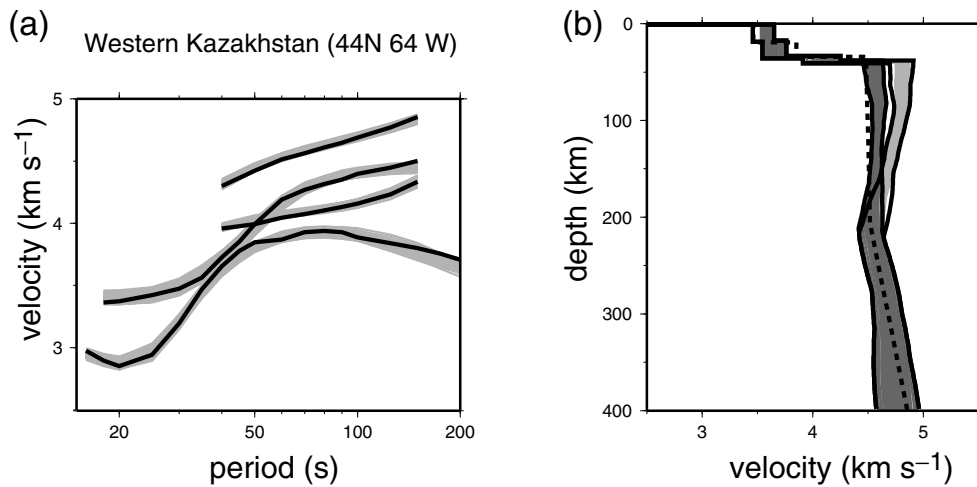 (a)
Western Kazakhstan (44N 64 W)
velocity (km s⁻¹)
5
4
3
20 50 100 200
period (s)
(b)
depth (km)
0
100
200
300
400
3 4 5
velocity (km s⁻¹)